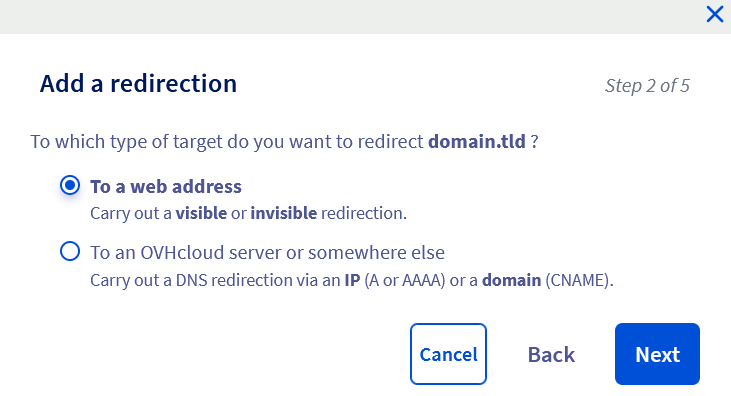 Add a redirection
Step 2 of 5
To which type of target do you want to redirect domain.tld ?
To a web address
Carry out a visible or invisible redirection.
To an OVHcloud server or somewhere else
Carry out a DNS redirection via an IP (A or AAAA) or a domain (CNAME).
Cancel
Back
Next